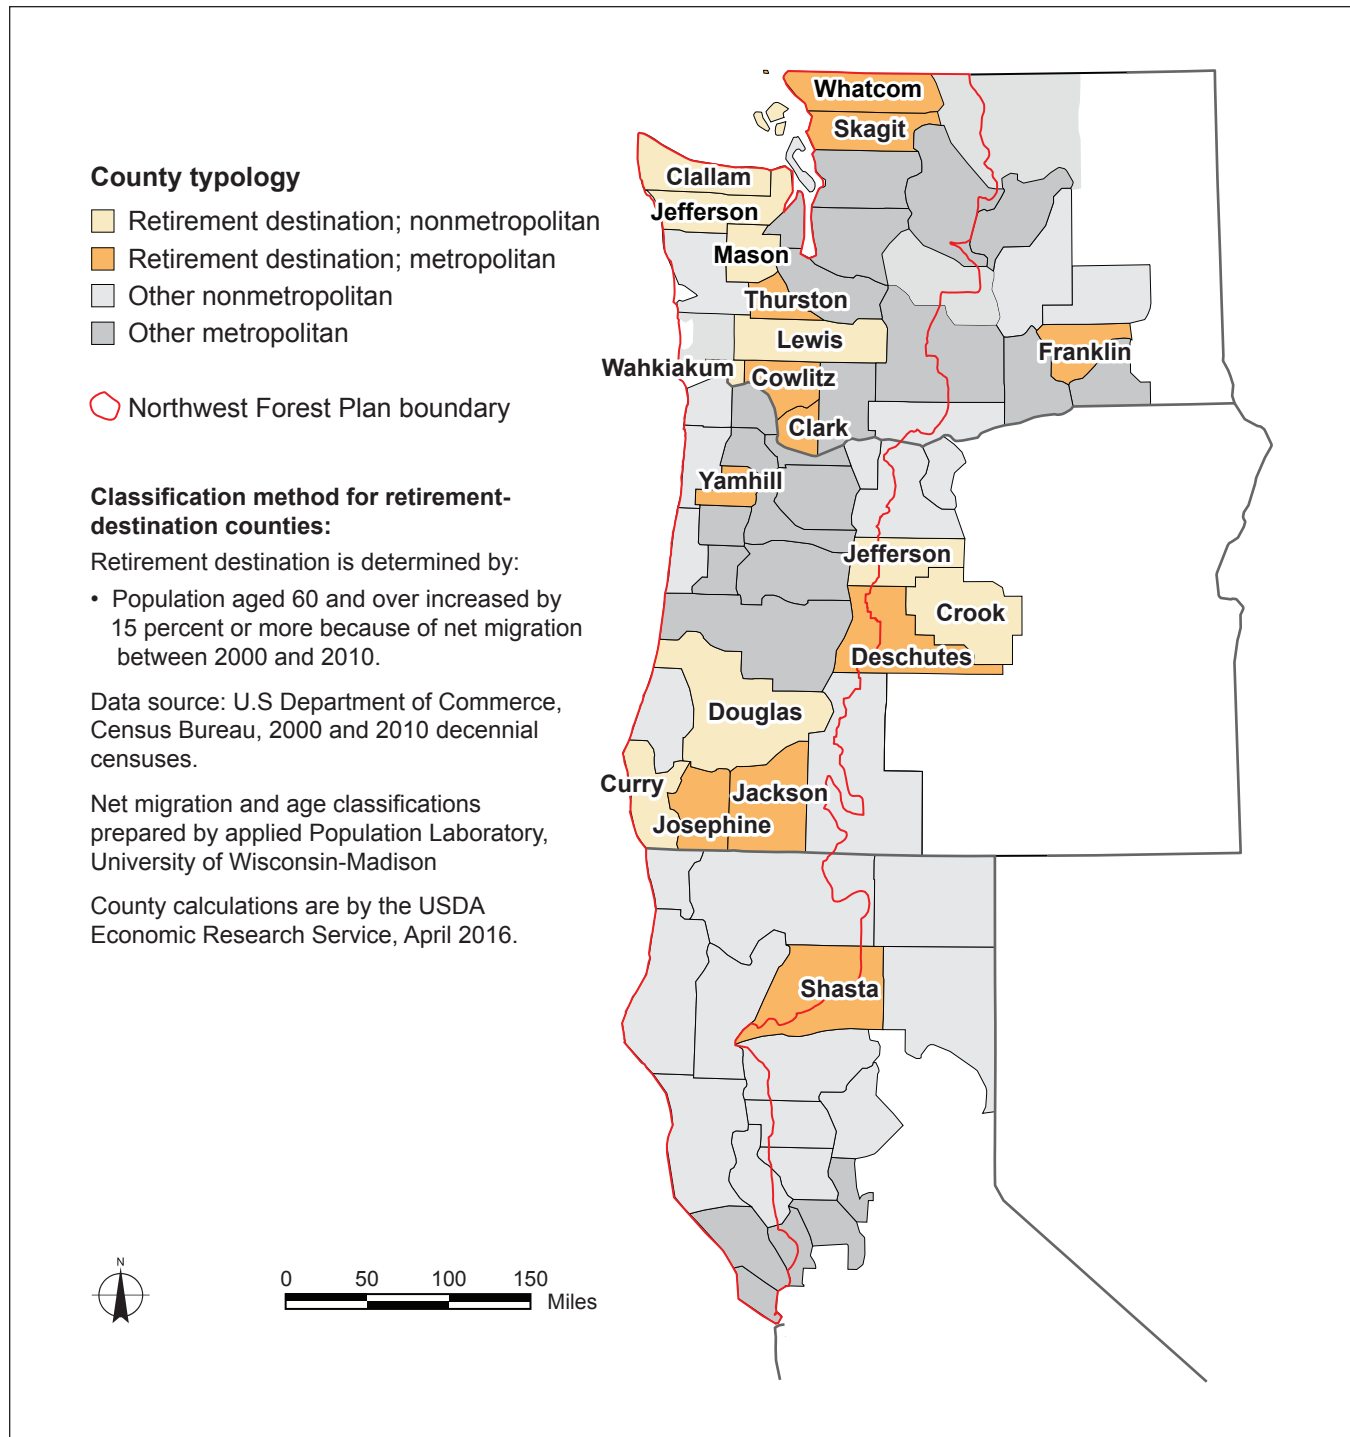 County typology
Retirement destination; nonmetropolitan
Retirement destination; metropolitan
Other nonmetropolitan
Other metropolitan
Northwest Forest Plan boundary
Classification method for retirement-
destination counties:
Retirement destination is determined by:
• Population aged 60 and over increased by
15 percent or more because of net migration
between 2000 and 2010.
Data source: U.S Department of Commerce,
Census Bureau, 2000 and 2010 decennial
censuses.
Net migration and age classifications
prepared by applied Population Laboratory,
University of Wisconsin-Madison
County calculations are by the USDA
Economic Research Service, April 2016.
N
0 50 100 150
Miles
Whatcom
Skagit
Clallam
Jefferson
Mason
Thurston
Lewis
Franklin
Wahkiakum
Cowlitz
Clark
Yamhill
Jefferson
Crook
Deschutes
Douglas
Curry
Jackson
Josephine
Shasta